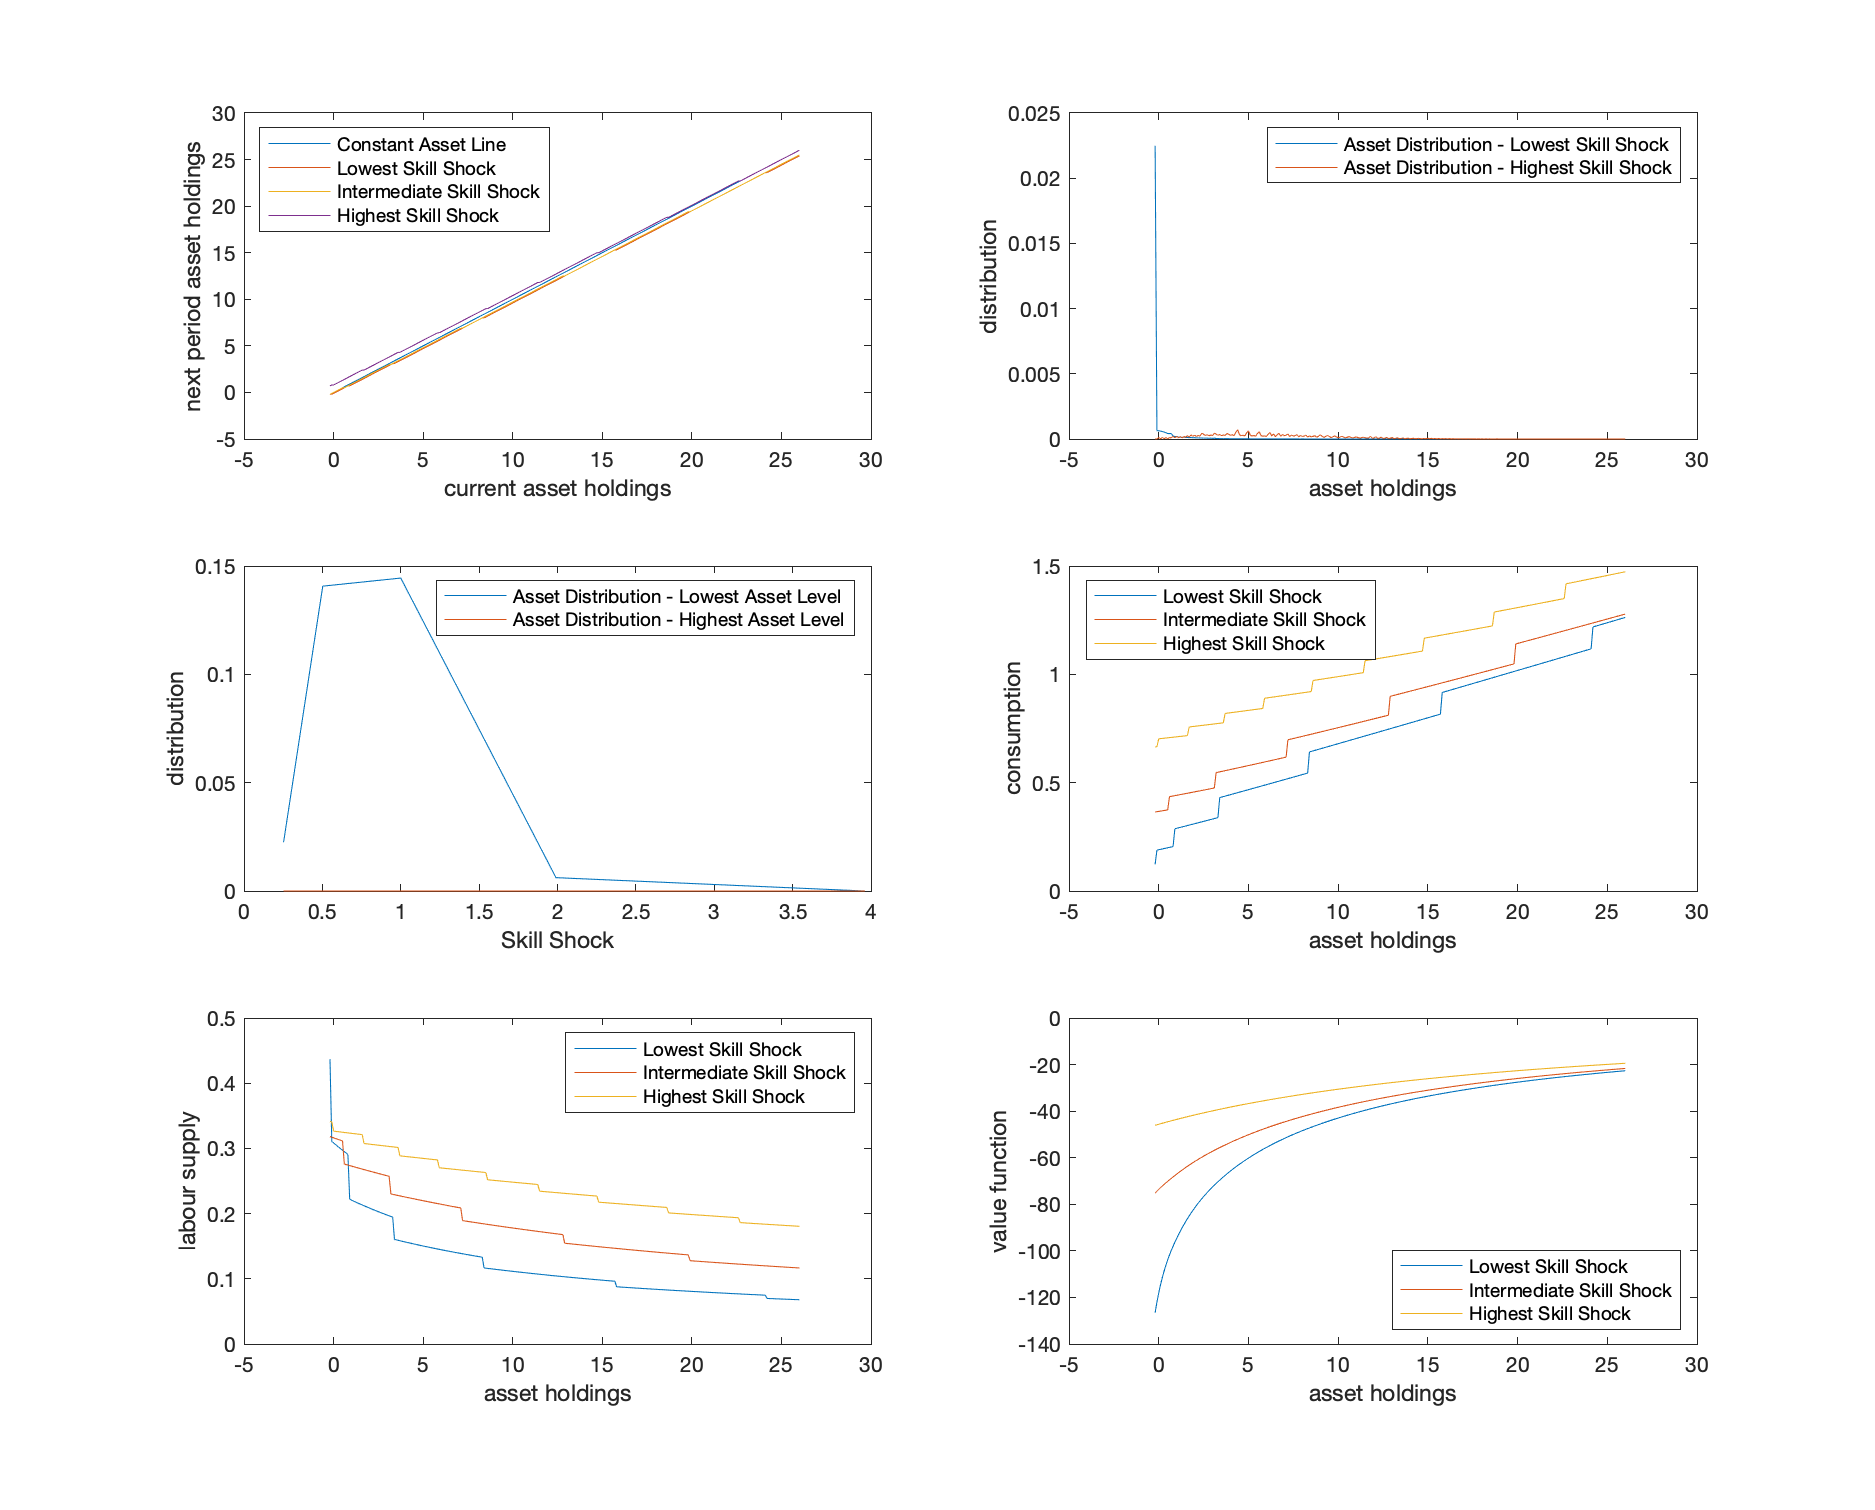 30
25
20
15
10
5
0
-5
next period asset holdings
Constant Asset Line
Lowest Skill Shock
Intermediate Skill Shock
Highest Skill Shock
-5 0 5 10 15 20 25 30
current asset holdings
0.025
0.02
0.015
0.01
0.005
0
distribution
Asset Distribution - Lowest Skill Shock
Asset Distribution - Highest Skill Shock
-5 0 5 10 15 20 25 30
asset holdings
0.15
0.1
0.05
0
distribution
Asset Distribution - Lowest Asset Level
Asset Distribution - Highest Asset Level
0 0.5 1 1.5 2 2.5 3 3.5 4
Skill Shock
1.5
1
0.5
0
consumption
Lowest Skill Shock
Intermediate Skill Shock
Highest Skill Shock
-5 0 5 10 15 20 25 30
asset holdings
0.5
0.4
0.3
0.2
0.1
0
labour supply
Lowest Skill Shock
Intermediate Skill Shock
Highest Skill Shock
-5 0 5 10 15 20 25 30
asset holdings
0
-20
-40
-60
-80
-100
-120
-140
value function
Lowest Skill Shock
Intermediate Skill Shock
Highest Skill Shock
-5 0 5 10 15 20 25 30
asset holdings